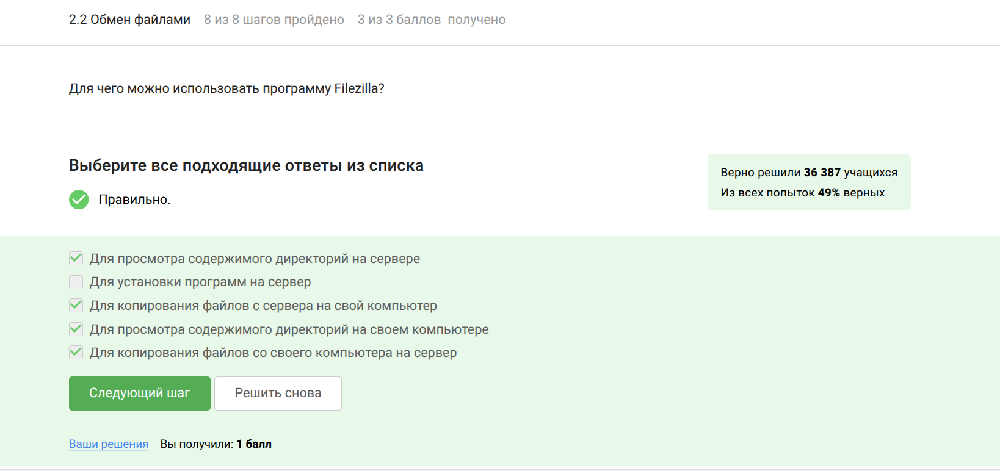 2.2 Обмен файлами 8 из 8 шагов пройдено 3 из 3 баллов получено
Для чего можно использовать программу Filezilla?
Выберите все подходящие ответы из списка
Правильно.
Верно решили 36 387 учащихся
Из всех попыток 49% верных
Для просмотра содержимого директорий на сервере
Для установки программ на сервер
Для копирования файлов с сервера на свой компьютер
Для просмотра содержимого директорий на своем компьютере
Для копирования файлов со своего компьютера на сервер
Следующий шаг Решить снова
Ваши решения Вы получили: 1 балл